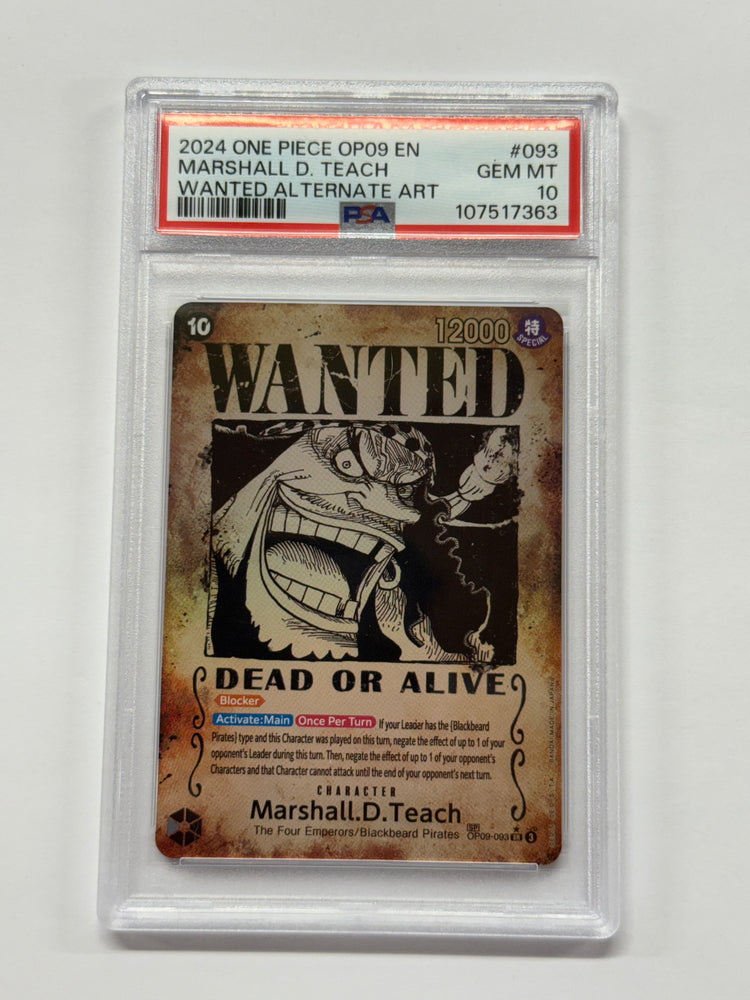 2024 ONE PIECE OP09 EN #093
MARSHALL D. TEACH GEM MT
WANTED ALTERNATE ART 10
PSA 107517363
10 12000 特
SPECIAL
WANTED
DEAD OR ALIVE
Blocker
Activate:Main Once Per Turn If your Leader has the {Blackbeard
Pirates} type and this Character was played on this turn, negate the effect of up to 1 of your
opponent's Leader during this turn. Then, negate the effect of up to 1 of your opponent's
Characters and that Character cannot attack until the end of your opponent's next turn.
CHARACTER
Marshall.D.Teach
The Four Emperors/Blackbeard Pirates SP OP09-093 SR 3